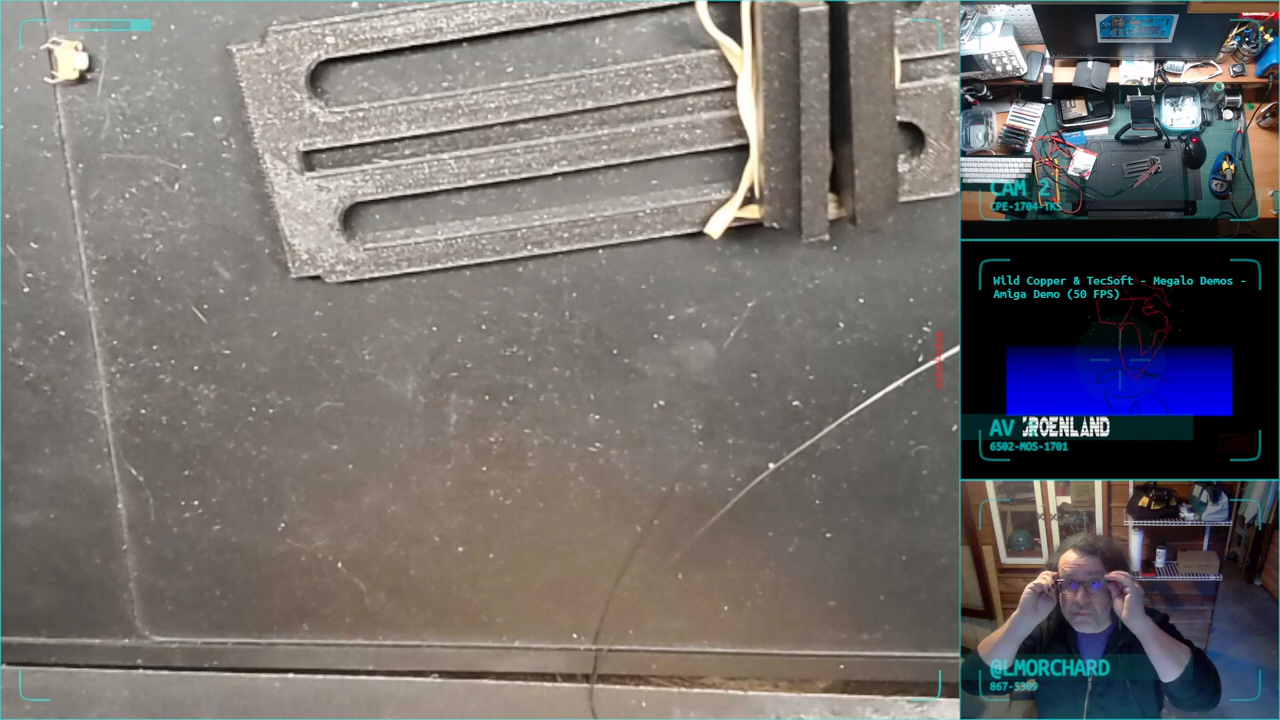 CAM 2
CPE-1704-TKS
Wild Copper & TecSoft - Megalo Demos -
Amiga Demo (50 FPS)
AV
GROENLAND
6502-MOS-1701
@LMORCHARD
867-5309